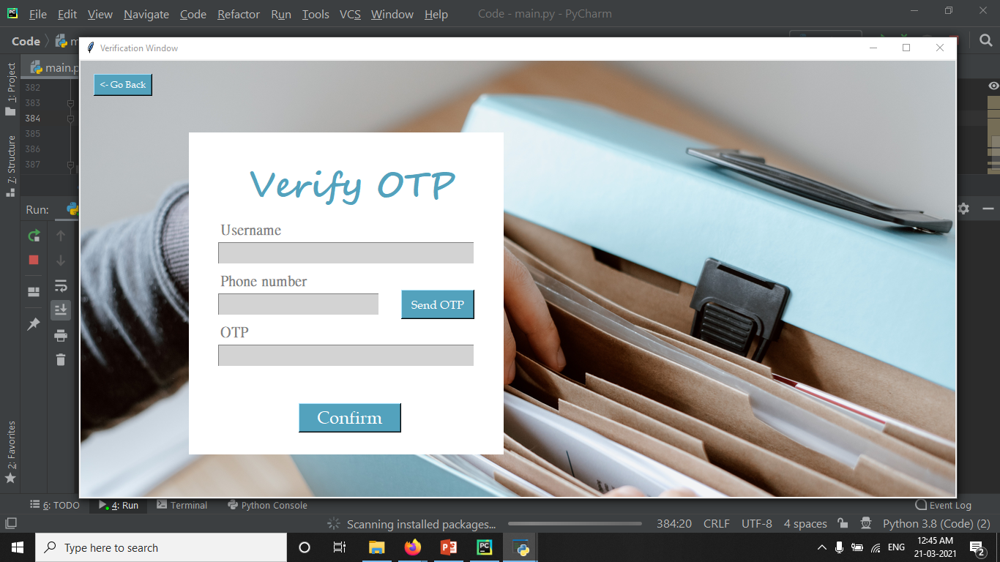 File Edit View Navigate Code Refactor Run Tools VCS Window Help Code - main.py - PyCharm
Code
Verification Window
main.p
1: Project
7: Structure
2: Favorites
382
383
384
385
386
387
Run:
<- Go Back
Verify OTP
Username
Phone number
Send OTP
OTP
Confirm
6: TODO 4: Run Terminal Python Console Event Log
Scanning installed packages... 384:20 CRLF UTF-8 4 spaces Python 3.8 (Code) (2)
Type here to search ENG 12:45 AM
21-03-2021 2